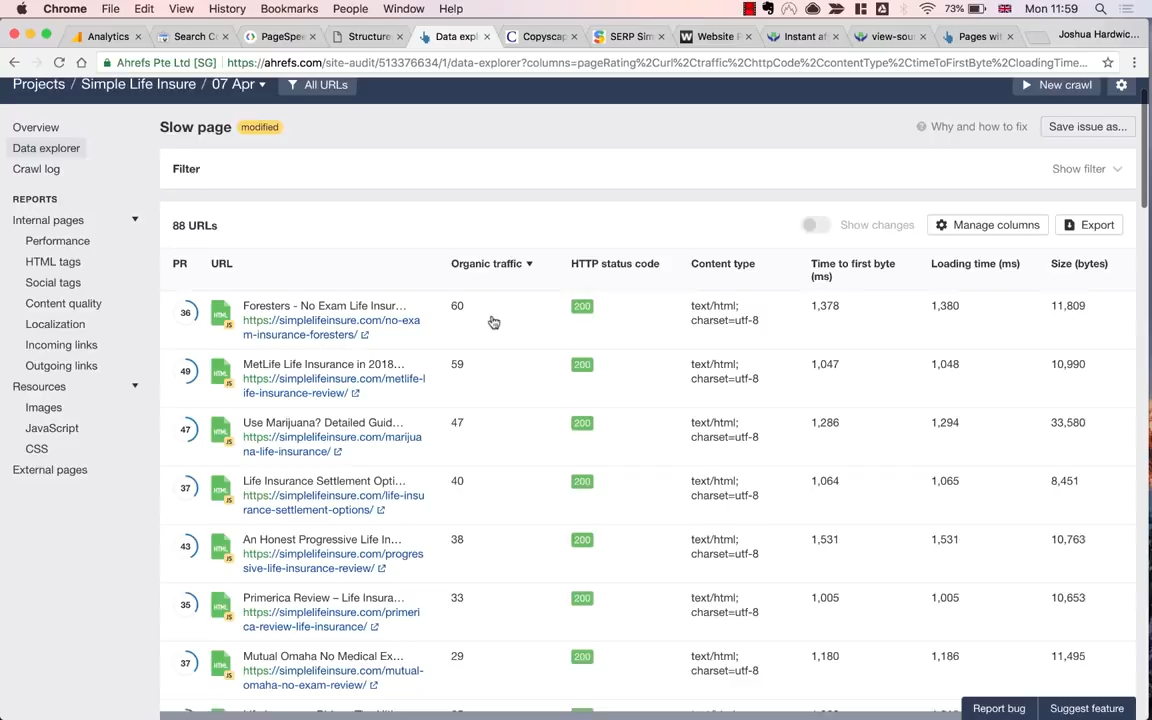 Chrome File Edit View History Bookmarks People Window Help 73% Mon 11:59
Analytics Search C PageSpee Structure Data expl Copyscap SERP Sim Website P Instant af view-sou Pages wit Joshua Hardwic...
Ahrefs Pte Ltd [SG] https://ahrefs.com/site-audit/513376634/1/data-explorer?columns=pageRating%2Curl%2Ctraffic%2ChttpCode%2CcontentType%2CtimeToFirstByte%2CloadingTime...
Projects / Simple Life Insure / 07 Apr All URLs New crawl
Overview
Data explorer
Crawl log
REPORTS
Internal pages
Performance
HTML tags
Social tags
Content quality
Localization
Incoming links
Outgoing links
Resources
Images
JavaScript
CSS
External pages
Slow page modified Why and how to fix Save issue as...
Filter Show filter
88 URLs Show changes Manage columns Export
PR URL Organic traffic HTTP status code Content type Time to first byte (ms) Loading time (ms) Size (bytes)
36 Foresters - No Exam Life Insur... 60 200 text/html; 1,378 1,380 11,809
https://simplelifeinsure.com/no-exa charset=utf-8
m-insurance-foresters/
49 MetLife Life Insurance in 2018... 59 200 text/html; 1,047 1,048 10,990
https://simplelifeinsure.com/metlife-l charset=utf-8
ife-insurance-review/
47 Use Marijuana? Detailed Guid... 47 200 text/html; 1,286 1,294 33,580
https://simplelifeinsure.com/marijua charset=utf-8
na-life-insurance/
37 Life Insurance Settlement Opti... 40 200 text/html; 1,064 1,065 8,451
https://simplelifeinsure.com/life-insu charset=utf-8
rance-settlement-options/
43 An Honest Progressive Life In... 38 200 text/html; 1,531 1,531 10,763
https://simplelifeinsure.com/progres charset=utf-8
sive-life-insurance-review/
35 Primerica Review – Life Insura... 33 200 text/html; 1,005 1,005 10,653
https://simplelifeinsure.com/primeri charset=utf-8
ca-review-life-insurance/
37 Mutual Omaha No Medical Ex... 29 200 text/html; 1,180 1,186 11,495
https://simplelifeinsure.com/mutual- charset=utf-8
omaha-no-exam-review/
Report bug Suggest feature